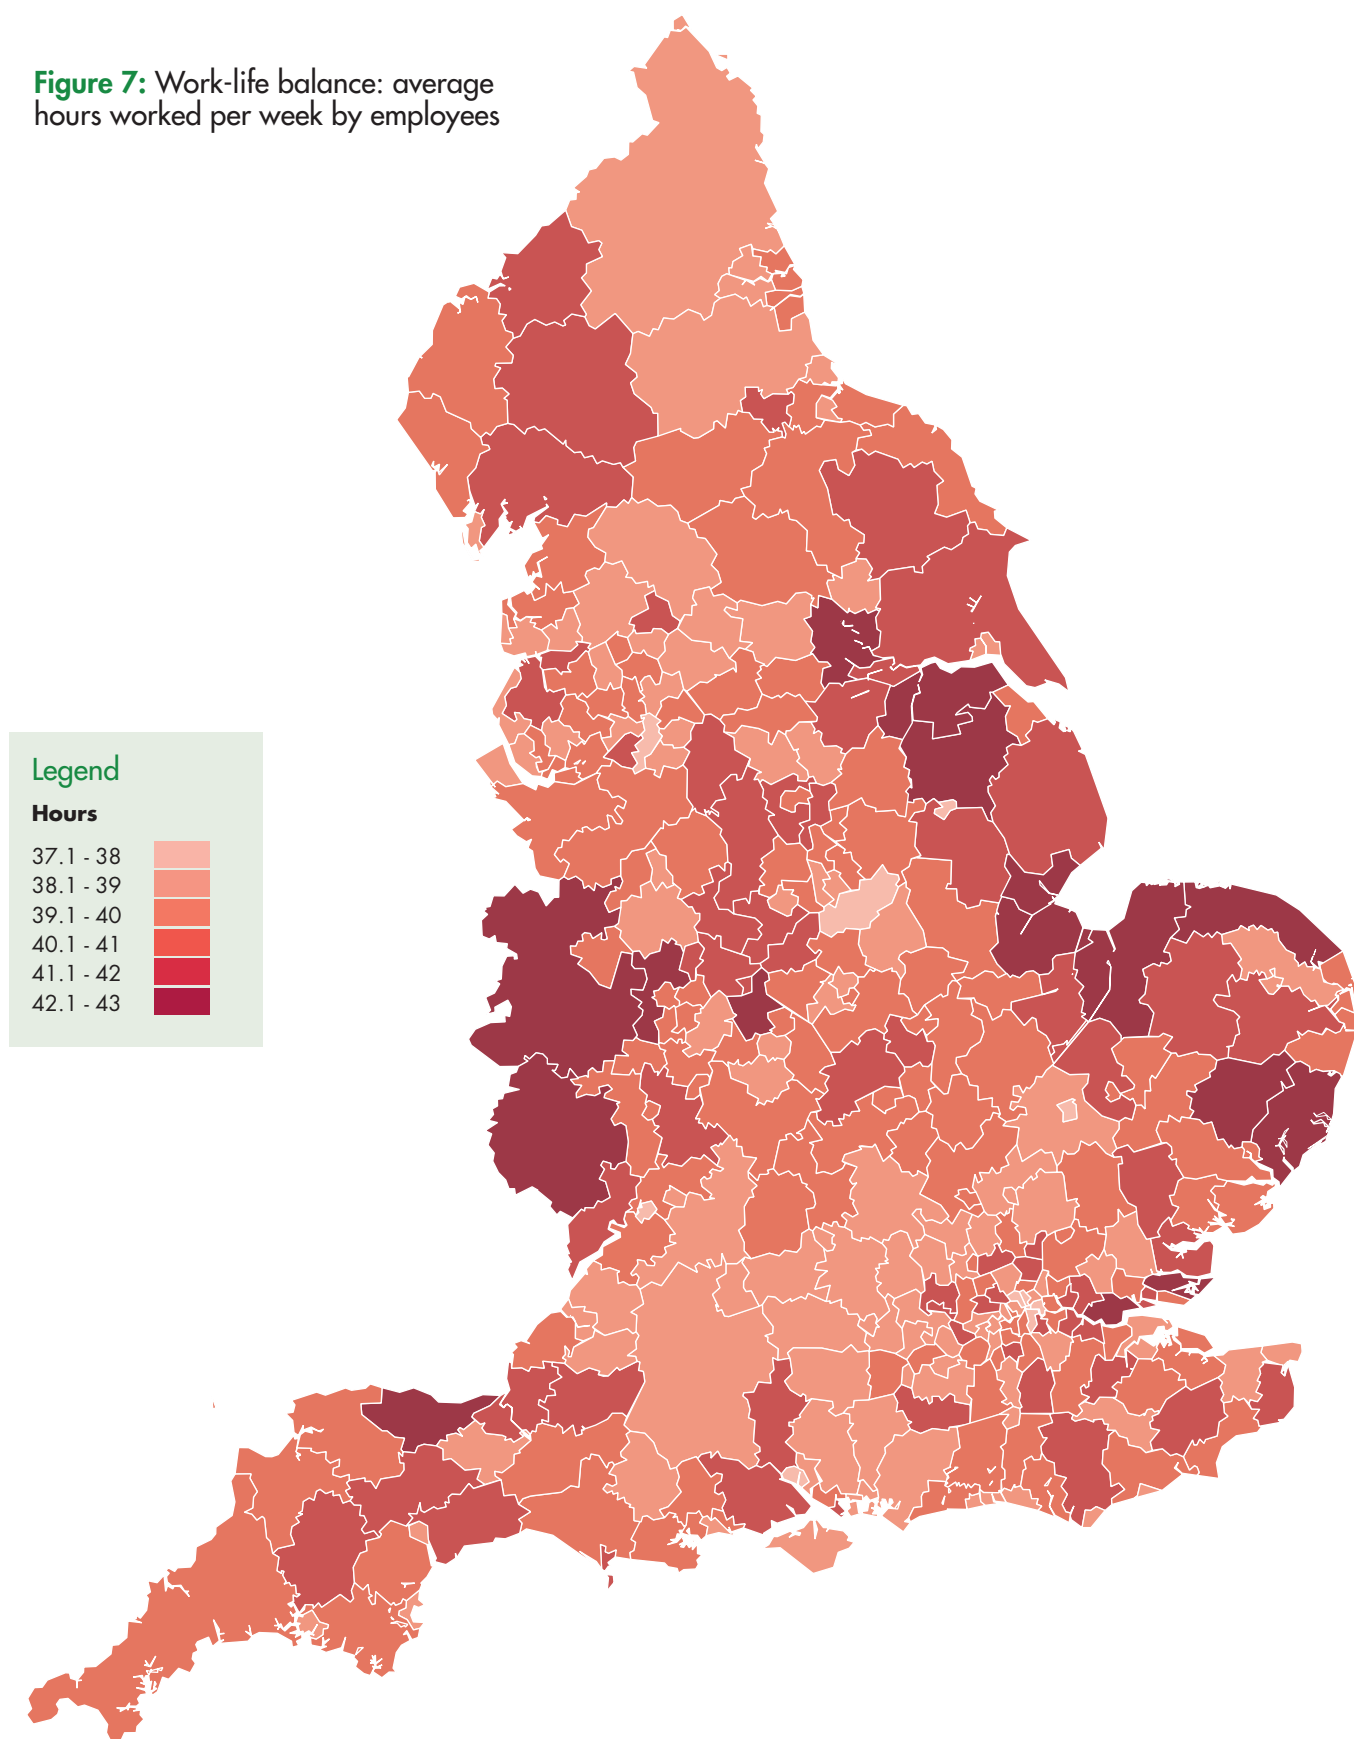 Figure 7: Work-life balance: average
hours worked per week by employees
Legend
Hours
37.1 - 38
38.1 - 39
39.1 - 40
40.1 - 41
41.1 - 42
42.1 - 43